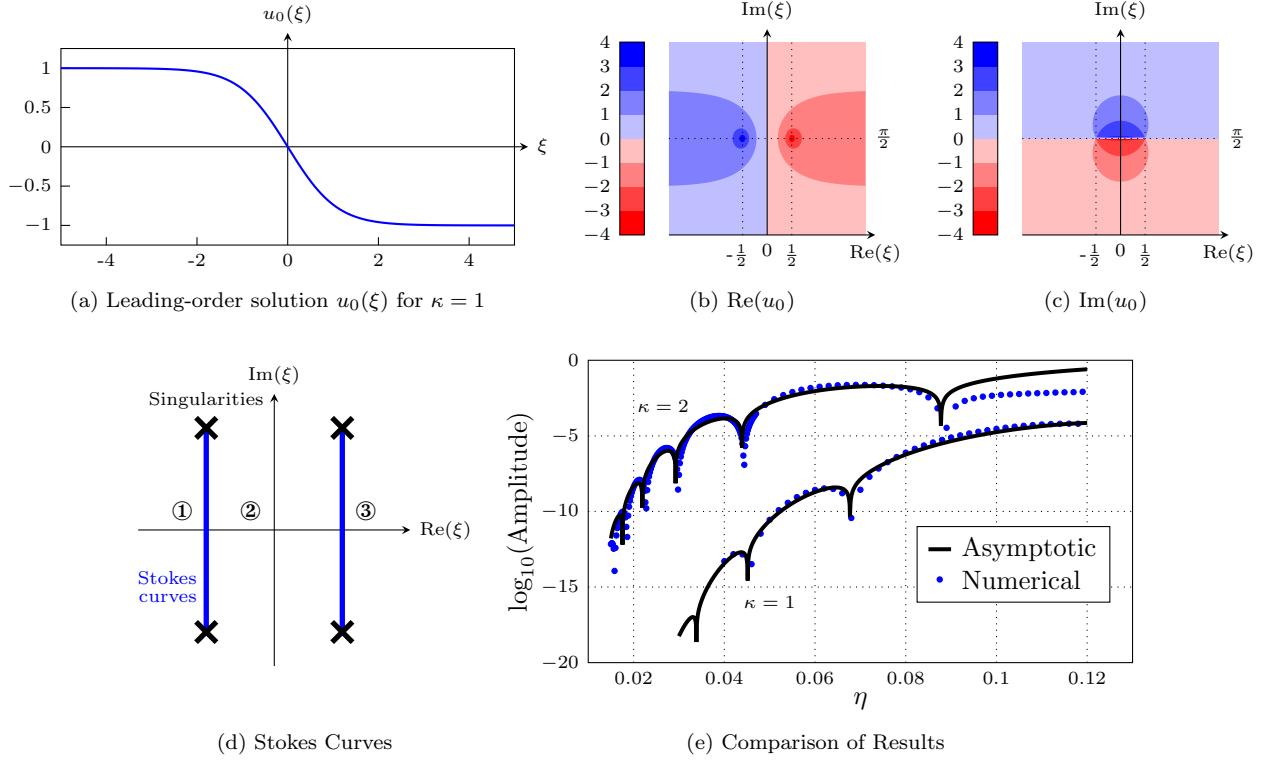 u₀(ξ)
1
0.5
0
−0.5
−1
-4
-2
0
2
4
ξ
(a) Leading-order solution u₀(ξ) for κ = 1
Im(ξ)
4
3
2
1
0
−1
−2
−3
−4
π/2
-1/2
0
1/2
Re(ξ)
(b) Re(u₀)
Im(ξ)
4
3
2
1
0
−1
−2
−3
−4
π/2
-1/2
0
1/2
Re(ξ)
(c) Im(u₀)
Im(ξ)
Singularities
①
②
③
Re(ξ)
Stokes
curves
(d) Stokes Curves
log₁₀(Amplitude)
0
−5
−10
−15
−20
κ = 2
κ = 1
Asymptotic
Numerical
0.02
0.04
0.06
0.08
0.1
0.12
η
(e) Comparison of Results